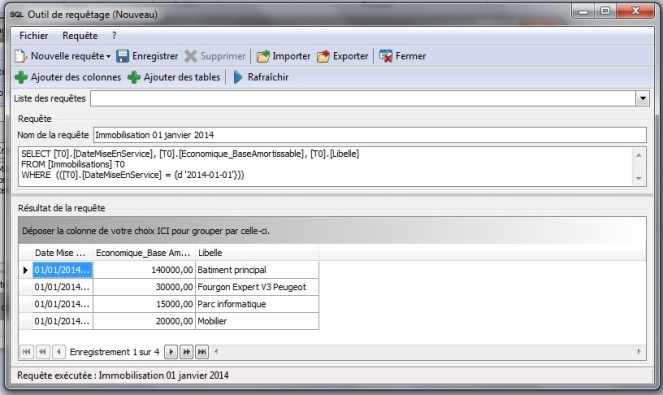 SQL Outil de requêtage (Nouveau)
Fichier Requête ?
Nouvelle requête Enregistrer Supprimer Importer Exporter Fermer
Ajouter des colonnes Ajouter des tables Rafraîchir
Liste des requêtes
Requête
Nom de la requête Immobilisation 01 janvier 2014
SELECT [T0].[DateMiseEnService], [T0].[Economique_BaseAmortissable], [T0].[Libelle]
FROM [Immobilisations] T0
WHERE (([T0].[DateMiseEnService] = {d '2014-01-01'}))
Résultat de la requête
Déposer la colonne de votre choix ICI pour grouper par celle-ci.
Date Mise ... Economique_Base Am... Libelle
01/01/2014... 140000,00 Batiment principal
01/01/2014... 30000,00 Fourgon Expert V3 Peugeot
01/01/2014... 15000,00 Parc informatique
01/01/2014... 20000,00 Mobilier
Enregistrement 1 sur 4
Requête exécutée : Immobilisation 01 janvier 2014